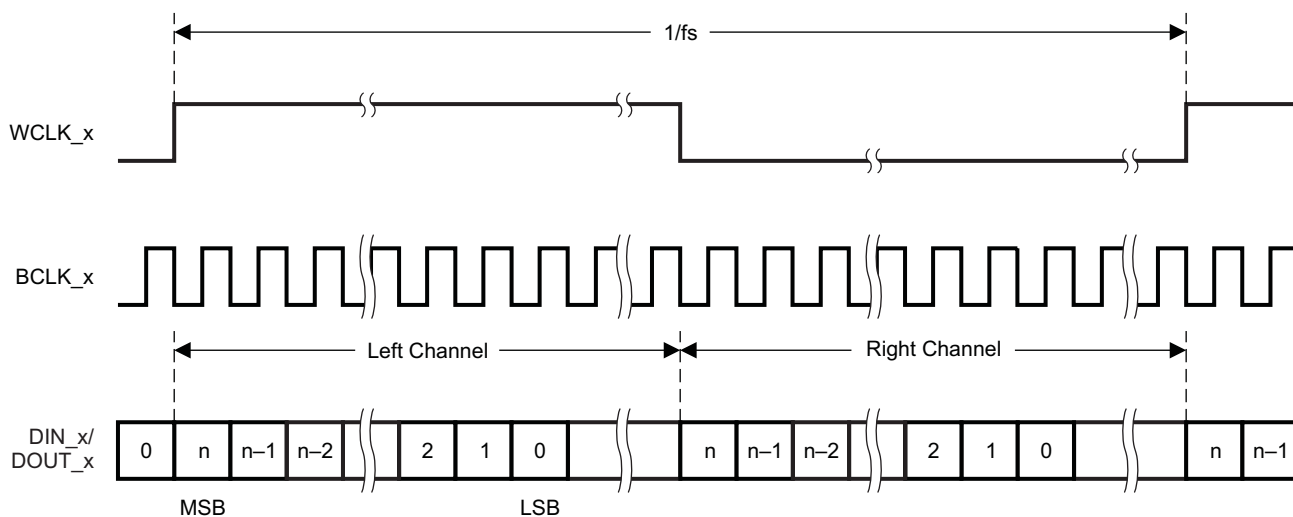 1/fs
WCLK_x
BCLK_x
Left Channel
Right Channel
DIN_x/
DOUT_x
0 n n–1 n–2 2 1 0 n n–1 n–2 2 1 0 n n–1
MSB LSB